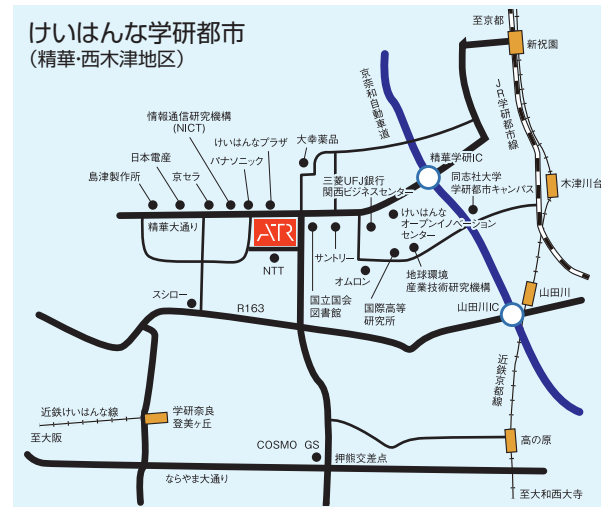 けいはんな学研都市
(精華・西木津地区)
至京都
新祝園
京奈和自動車道
JR学研都市線
情報通信研究機構
(NICT)
大幸薬品
けいはんなプラザ
日本電産
パナソニック
島津製作所
京セラ
精華学研IC
三菱UFJ銀行
関西ビジネスセンター
同志社大学
学研都市キャンパス
木津川台
精華大通り
ATR
けいはんな
オープンイノベーション
センター
NTT
サントリー
オムロン
地球環境
産業技術研究機構
国立国会
図書館
国際高等
研究所
スシロー
R163
山田川
山田川IC
近鉄京都線
近鉄けいはんな線
至大阪
学研奈良
登美ヶ丘
COSMO GS
押熊交差点
高の原
ならやま大通り
至大和西大寺